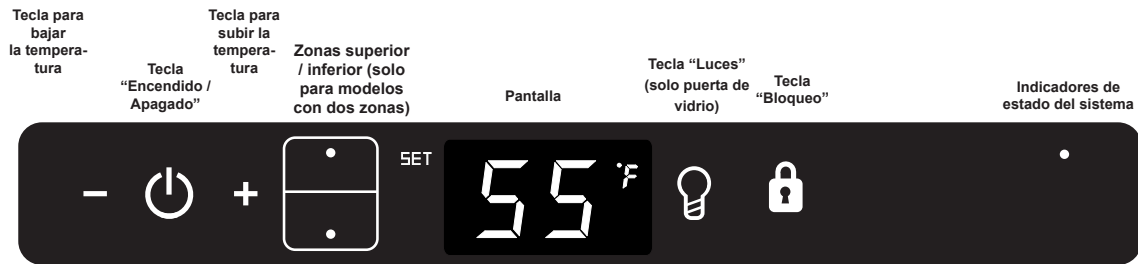 Tecla para
bajar
la tempera-
tura
Tecla
“Encendido /
Apagado”
Tecla para
subir la
tempera-
tura
Zonas superior
/ inferior (solo
para modelos
con dos zonas)
Pantalla
Tecla “Luces”
(solo puerta de
vidrio)
Tecla
“Bloqueo”
Indicadores de
estado del sistema
SET
55 °F